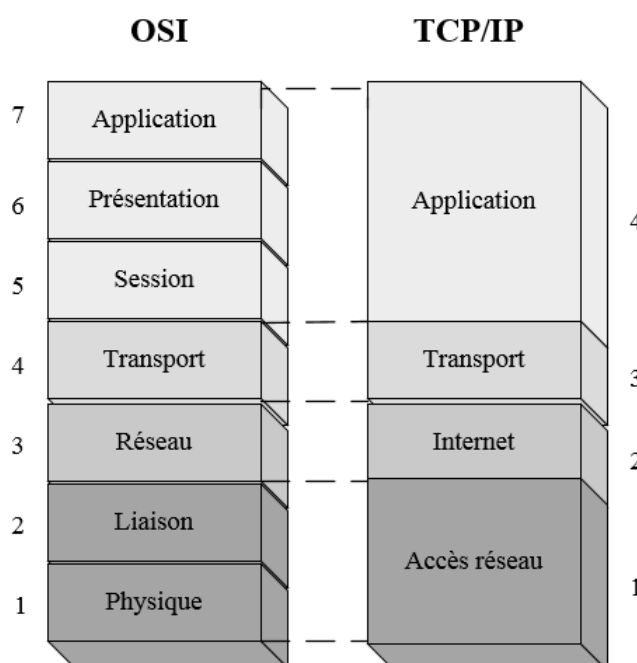 OSI TCP/IP
7 Application
6 Présentation
5 Session
4 Transport
3 Réseau
2 Liaison
1 Physique
Application 4
Transport 3
Internet 2
Accès réseau 1